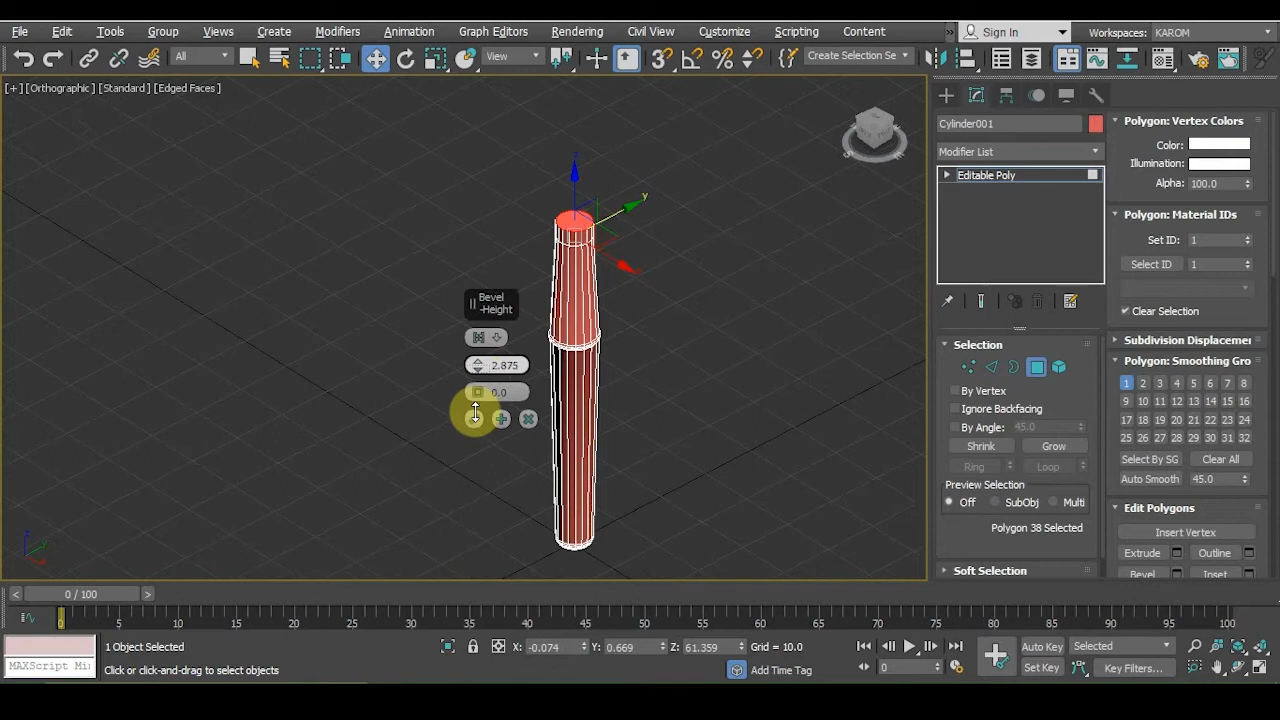 File Edit Tools Group Views Create Modifiers Animation Graph Editors Rendering Civil View Customize Scripting Content Sign In Workspaces: KAROM
All View Create Selection Se
[+] [Orthographic] [Standard] [Edged Faces]
Cylinder001
Modifier List
Editable Poly
Polygon: Vertex Colors
Color:
Illumination:
Alpha: 100.0
Polygon: Material IDs
Set ID: 1
Select ID 1
Clear Selection
z
y
Bevel
-Height
2.875
0.0
Selection
By Vertex
Ignore Backfacing
By Angle: 45.0
Shrink Grow
Ring Loop
Preview Selection
Off SubObj Multi
Polygon 38 Selected
Soft Selection
Subdivision Displacemer
Polygon: Smoothing Gro
1 2 3 4 5 6 7 8
9 10 11 12 13 14 15 16
17 18 19 20 21 22 23 24
25 26 27 28 29 30 31 32
Select By SG Clear All
Auto Smooth 45.0
Edit Polygons
Insert Vertex
Extrude Outline
Bevel Inset
< 0 / 100 >
0 5 10 15 20 25 30 35 40 45 50 55 60 65 70 75 80 85 90 95 100
1 Object Selected
X: -0.074 Y: 0.669 Z: 61.359 Grid = 10.0
Auto Key Selected
MAXScript Mi
Click or click-and-drag to select objects
Add Time Tag
0
Set Key Key Filters...